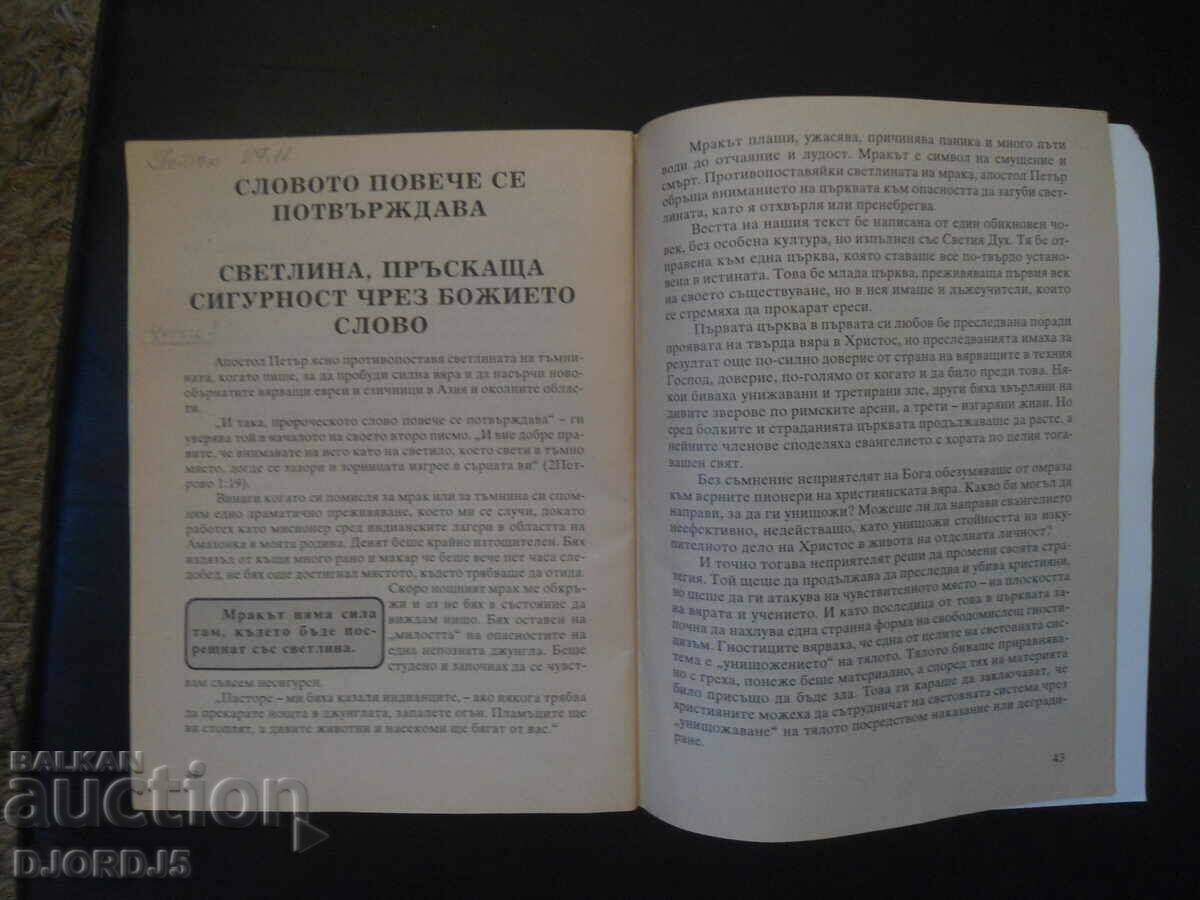 27.12
СЛОВОТО ПОВЕЧЕ СЕ
ПОТВЪРЖДАВА
СВЕТЛИНА, ПРЪСКАЩА
СИГУРНОСТ ЧРЕЗ БОЖИЕТО
СЛОВО
Апостол Петър ясно противопоставя светлината на тъмни-
ната, когато пише, за да пробуди силна вяра и да насърчи ново-
обърнатите вярващи евреи и езичници в Азия и околните облас-
ти.
„И така, пророческото слово повече се потвърждава“ – ги
уверява той в началото на своето второ писмо. „И вие добре пра-
вите, че внимавате на него като на светило, което свети в тъмно
място, догде се зазори и зорницата изгрее в сърцата ви“ (2Пет-
рово 1:19).
Винаги когато си помисля за мрак или за тъмнина си спом-
ням едно драматично преживяване, което ми се случи, докато
работех като мисионер сред индианските лагери в областта на
Амазонка в моята родина. Денят беше крайно изтощителен. Бях
излязъл от къщи много рано и макар че беше вече пет часа сле-
добед, не бях още достигнал мястото, където трябваше да отида.
Скоро нощният мрак ме обкръ-
жи и аз не бях в състояние да
виждам нищо. Бях оставен на
„милостта“ на опасностите на
една непозната джунгла. Беше
студено и започнах да се чувст-
вам съвсем несигурен.
Мракът няма сила
там, където бъде пос-
рещнат със светлина.
„Пасторе – ми бяха казали индианците, – ако някога трябва
да прекарате нощта в джунглата, запалете огън. Пламъците ще
ви стоплят, а дивите животни и насекоми ще бягат от вас.“
Мракът плаши, ужасява, причинява паника и много пъти
води до отчаяние и лудост. Мракът е символ на смущение и
смърт. Противопоставяйки светлината на мрака, апостол Петър
обръща вниманието на църквата към опасността да загуби свет-
лината, като я отхвърля или пренебрегва.
Вестта на нашия текст бе написана от един обикновен чо-
век, без особена култура, но изпълнен със Светия Дух. Тя бе от-
правена към една църква, която ставаше все по-твърдо устано-
вена в истината. Това бе млада църква, преживяваща първия век
на своето съществуване, но в нея имаше и лъжеучители, които
се стремяха да прокарат ереси.
Първата църква в първата си любов бе преследвана поради
проявата на твърда вяра в Христос, но преследванията имаха за
резултат още по-силно доверие от страна на вярващите в техния
Господ, доверие, по-голямо от когато и да било преди това. Ня-
кои биваха унижавани и третирани зле, други бяха хвърляни на
дивите зверове по римските арени, а трети – изгаряни живи. Но
сред болките и страданията църквата продължаваше да расте, а
нейните членове споделяха евангелието с хората по целия тога-
вашен свят.
Без съмнение неприятелят на Бога обезумяваше от омраза
към верните пионери на християнската вяра. Какво би могъл да
направи, за да ги унищожи? Можеше ли да направи евангелието
неефективно, недействащо, като унищожи стойността на изку-
пителното дело на Христос в живота на отделната личност?
И точно тогава неприятелят реши да промени своята стра-
тегия. Той щеше да продължава да преследва и убива християни,
но щеше да ги атакува на чувствителното място – на плоскостта
на вярата и учението. И като последица от това в църквата за-
почна да нахлува една странна форма на свободомислещ гности-
цизъм. Гностиците вярваха, че една от целите на световната сис-
тема е „унищожението“ на тялото. Тялото биваше приравнява-
но с греха, понеже беше материално, а според тях на материята
било присъщо да бъде зла. Това ги караше да заключават, че
християните можеха да сътрудничат на световната система чрез
„унищожаване“ на тялото посредством наказание или дегради-
ране.
43
BALKAN
auction
DJORDJ5